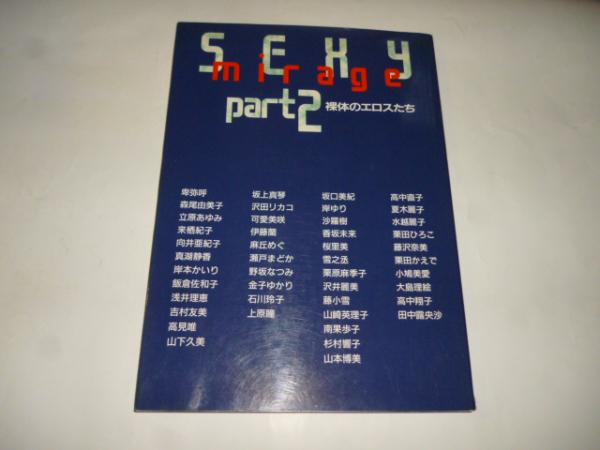 SEXY
mirage
part2 裸体のエロスたち
卑弥呼
森尾由美子
立原あゆみ
来栖紀子
向井亜紀子
真湖静香
岸本かいり
飯倉佐和子
浅井理恵
吉村友美
高見唯
山下久美
坂上真琴
沢田リカコ
可愛美咲
伊藤蘭
麻丘めぐ
瀬戸まどか
野坂なつみ
金子ゆかり
石川玲子
上原瞳
坂口美紀
岸ゆり
沙羅樹
香坂未来
桜里美
雪之丞
栗原麻季子
沢井麗美
藤小雪
山崎英理子
南果歩子
杉村響子
山本博美
高中直子
夏木麗子
水越麗子
栗田ひろこ
藤沢奈美
栗田かえで
小鳩美愛
大島理絵
高中翔子
田中露央沙